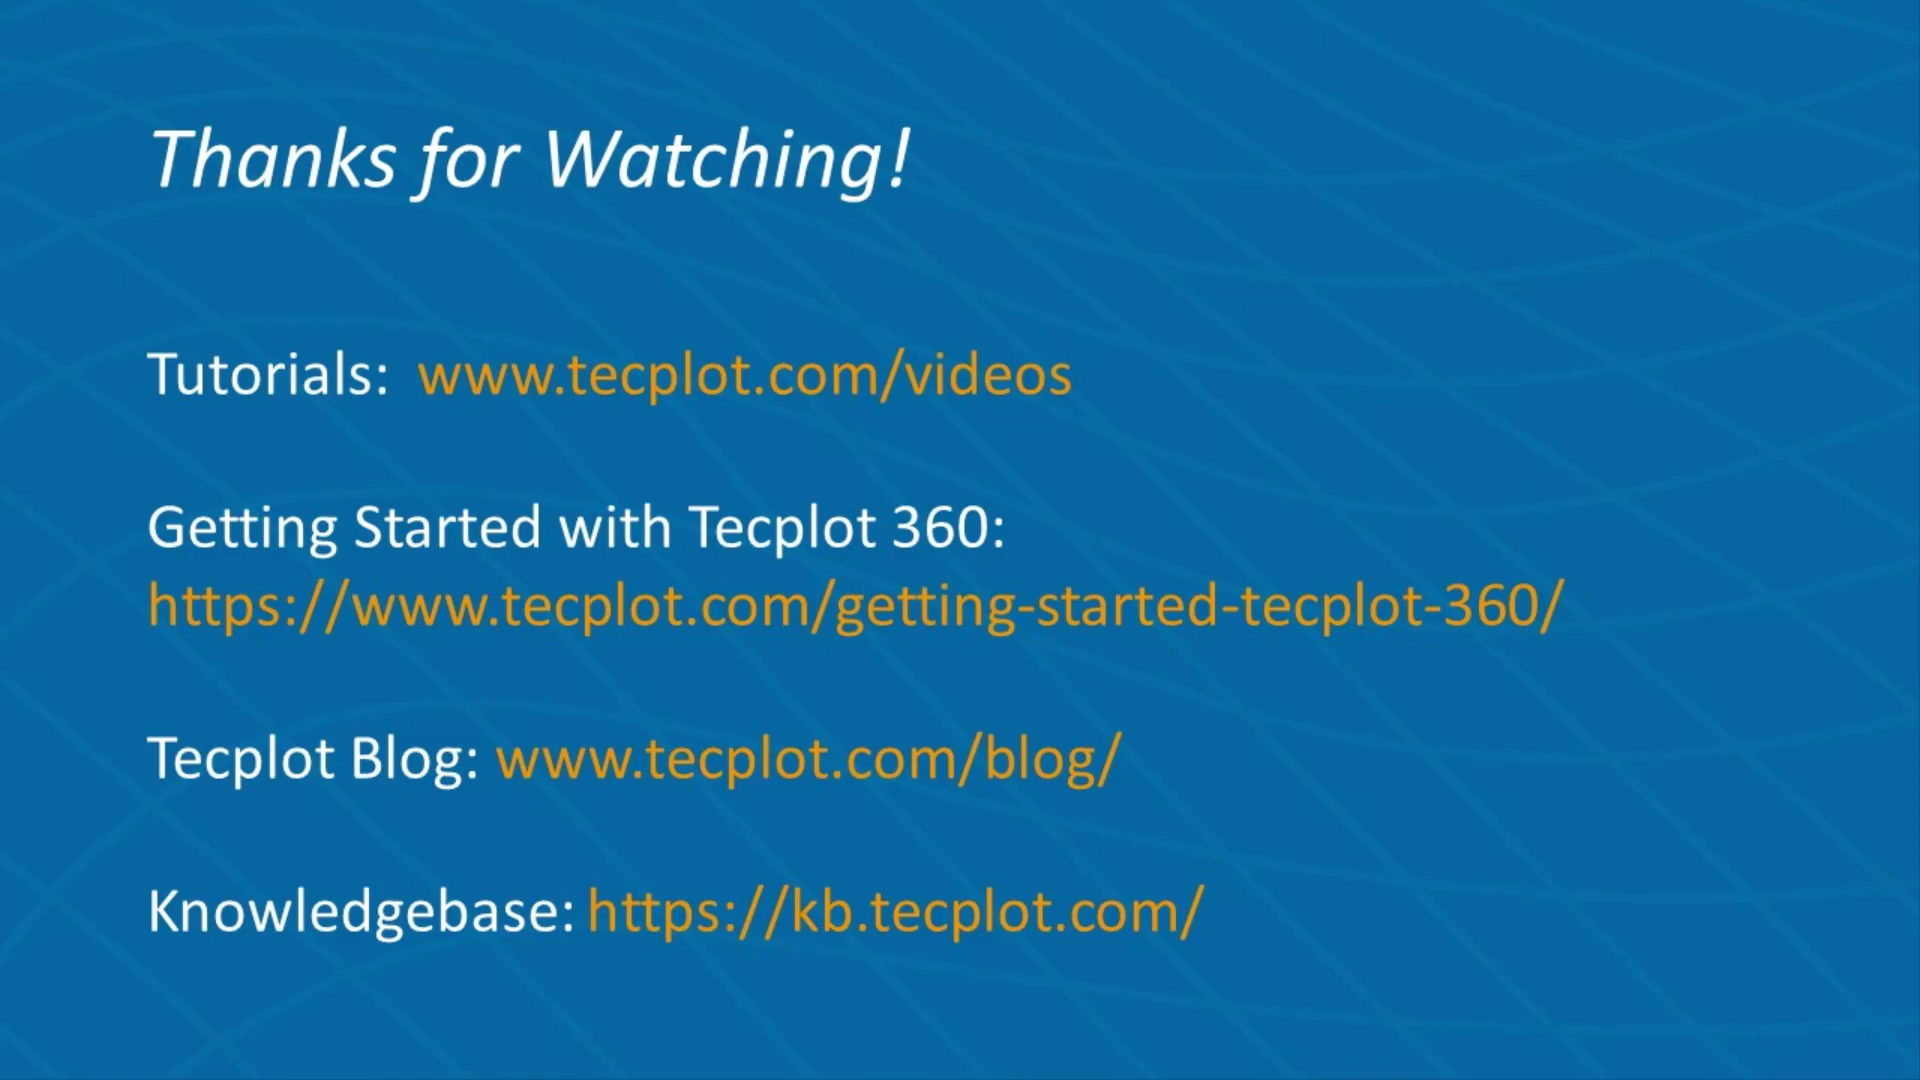 Thanks for Watching!
Tutorials: www.tecplot.com/videos
Getting Started with Tecplot 360:
https://www.tecplot.com/getting-started-tecplot-360/
Tecplot Blog: www.tecplot.com/blog/
Knowledgebase: https://kb.tecplot.com/